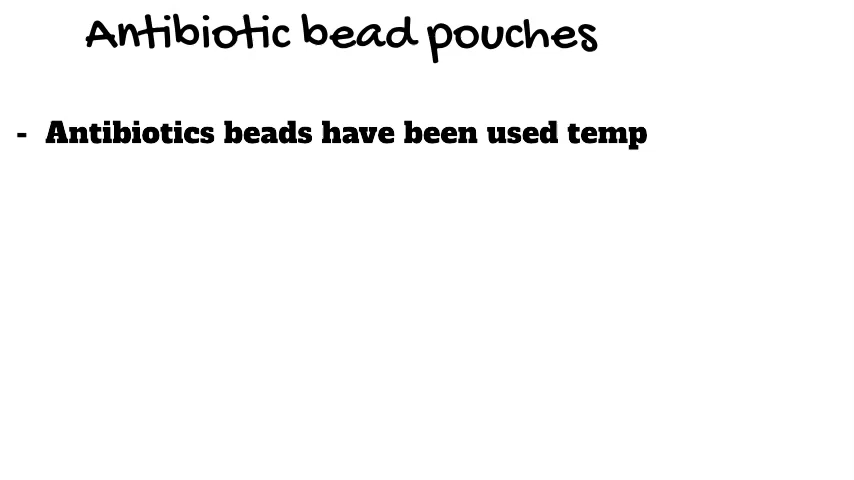 Antibiotic bead pouches
- Antibiotics beads have been used temp